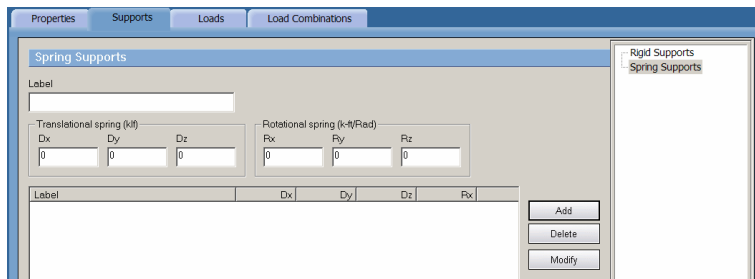 Properties Supports Loads Load Combinations
Spring Supports
Rigid Supports
Spring Supports
Label
Translational spring (klf) Rotational spring (k-ft/Rad)
Dx Dy Dz Rx Ry Rz
0 0 0 0 0 0
Label Dx Dy Dz Rx
Add
Delete
Modify